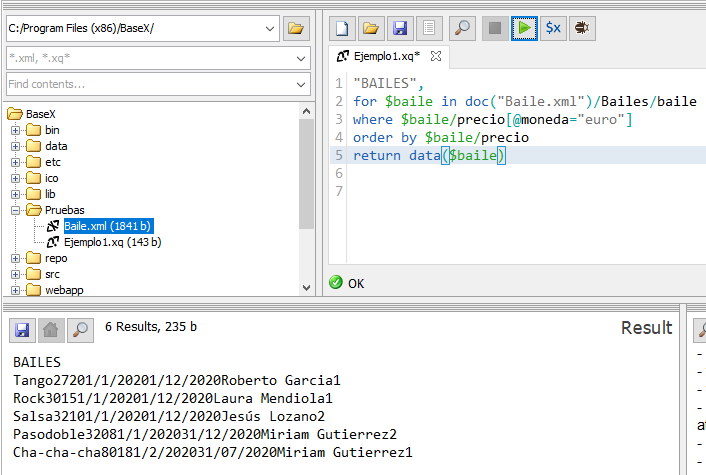 C:/Program Files (x86)/BaseX/
*.xml, *.xq*
Find contents...
BaseX
bin
data
etc
ico
lib
Pruebas
Baile.xml (1841 b)
Ejemplo1.xq (143 b)
repo
src
webapp
$x
Ejemplo1.xq*
1 "BAILES",
2 for $baile in doc("Baile.xml")/Bailes/baile
3 where $baile/precio[@moneda="euro"]
4 order by $baile/precio
5 return data($baile)
6
7
OK
6 Results, 235 b
Result
BAILES
Tango27201/1/20201/12/2020Roberto Garcia1
Rock30151/1/20201/12/2020Laura Mendiola1
Salsa32101/1/20201/12/2020Jesús Lozano2
Pasodoble32081/1/202031/12/2020Miriam Gutierrez2
Cha-cha-cha80181/2/202031/07/2020Miriam Gutierrez1